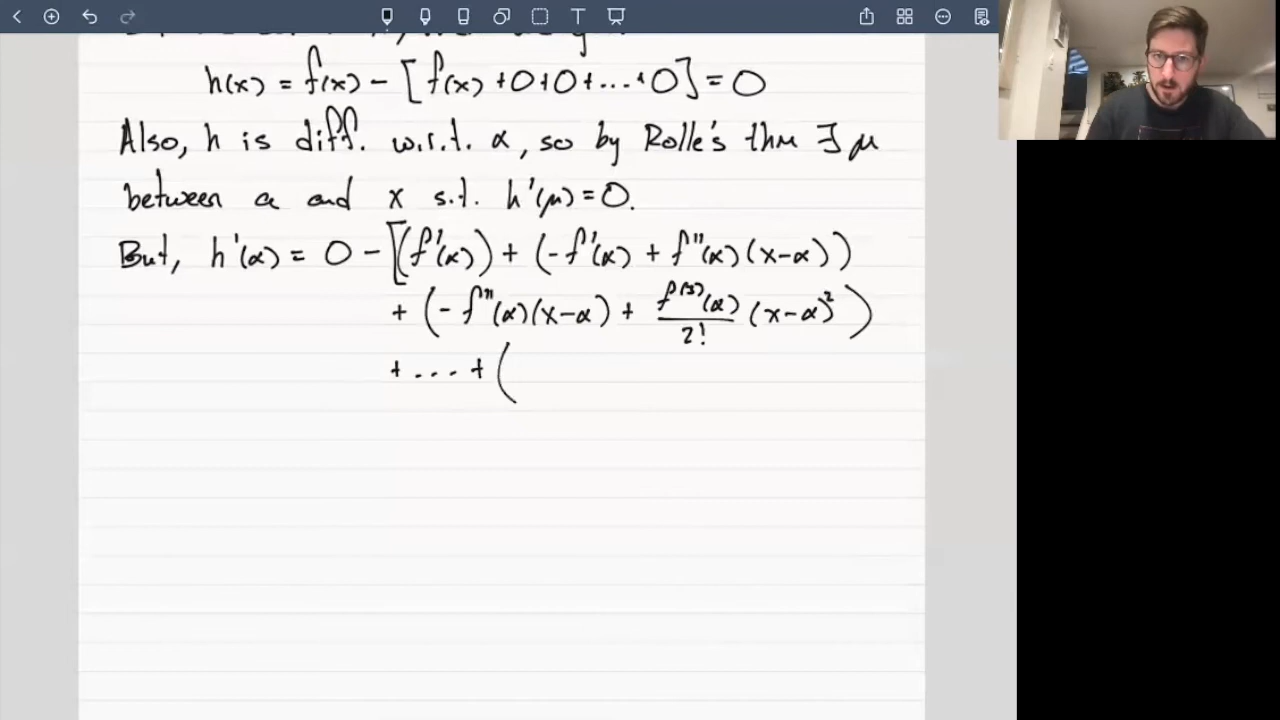 h(x) = f(x) - [f(x) + 0 + 0 + ... + 0] = 0
Also, h is diff. w.r.t. α, so by Rolle's thm ∃ μ
between a and x s.t. h'(μ) = 0.
But, h'(α) = 0 - [(f'(α)) + (-f'(α) + f''(α)(x-α))
+ (-f''(α)(x-α) + f⁽³⁾(α)/2! (x-α)²)
+ ... + (